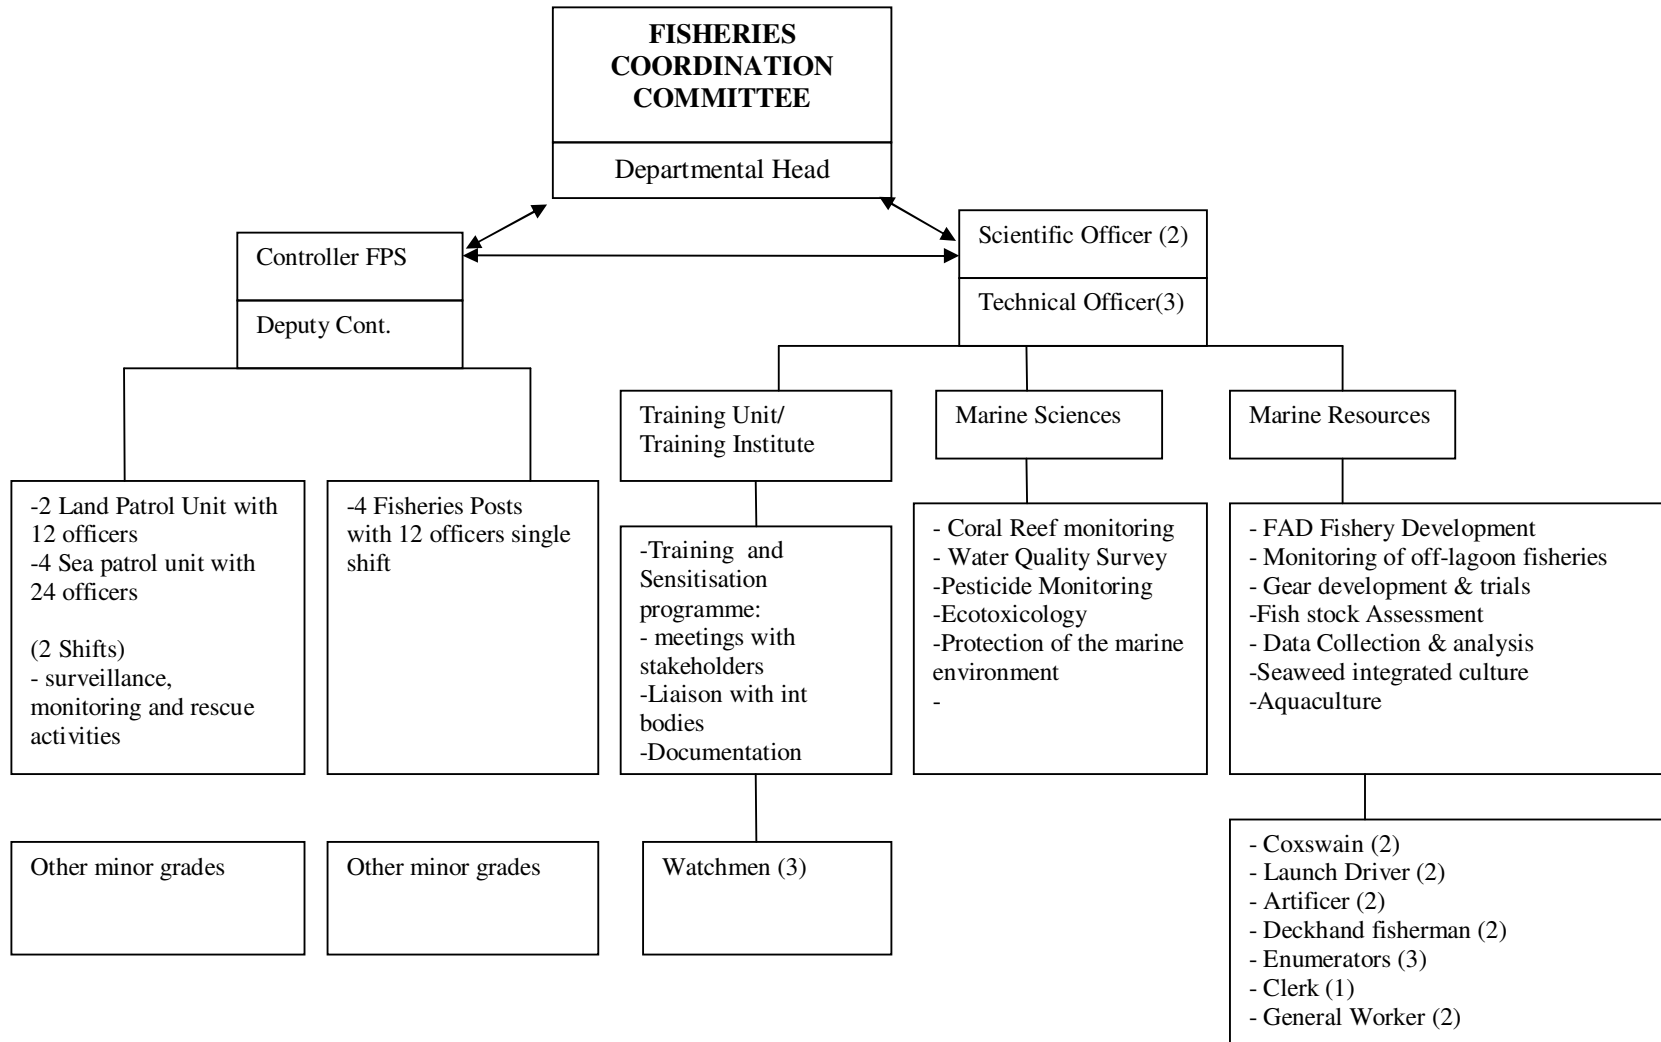 FISHERIES
COORDINATION
COMMITTEE
Departmental Head
Controller FPS
Deputy Cont.
Scientific Officer (2)
Technical Officer(3)
Training Unit/
Training Institute
Marine Sciences
Marine Resources
-2 Land Patrol Unit with
12 officers
-4 Sea patrol unit with
24 officers
(2 Shifts)
- surveillance,
monitoring and rescue
activities
-4 Fisheries Posts
with 12 officers single
shift
-Training and
Sensitisation
programme:
- meetings with
stakeholders
-Liaison with int
bodies
-Documentation
- Coral Reef monitoring
- Water Quality Survey
-Pesticide Monitoring
-Ecotoxicology
-Protection of the marine
environment
-
- FAD Fishery Development
- Monitoring of off-lagoon fisheries
- Gear development & trials
-Fish stock Assessment
- Data Collection & analysis
-Seaweed integrated culture
-Aquaculture
Other minor grades
Other minor grades
Watchmen (3)
- Coxswain (2)
- Launch Driver (2)
- Artificer (2)
- Deckhand fisherman (2)
- Enumerators (3)
- Clerk (1)
- General Worker (2)